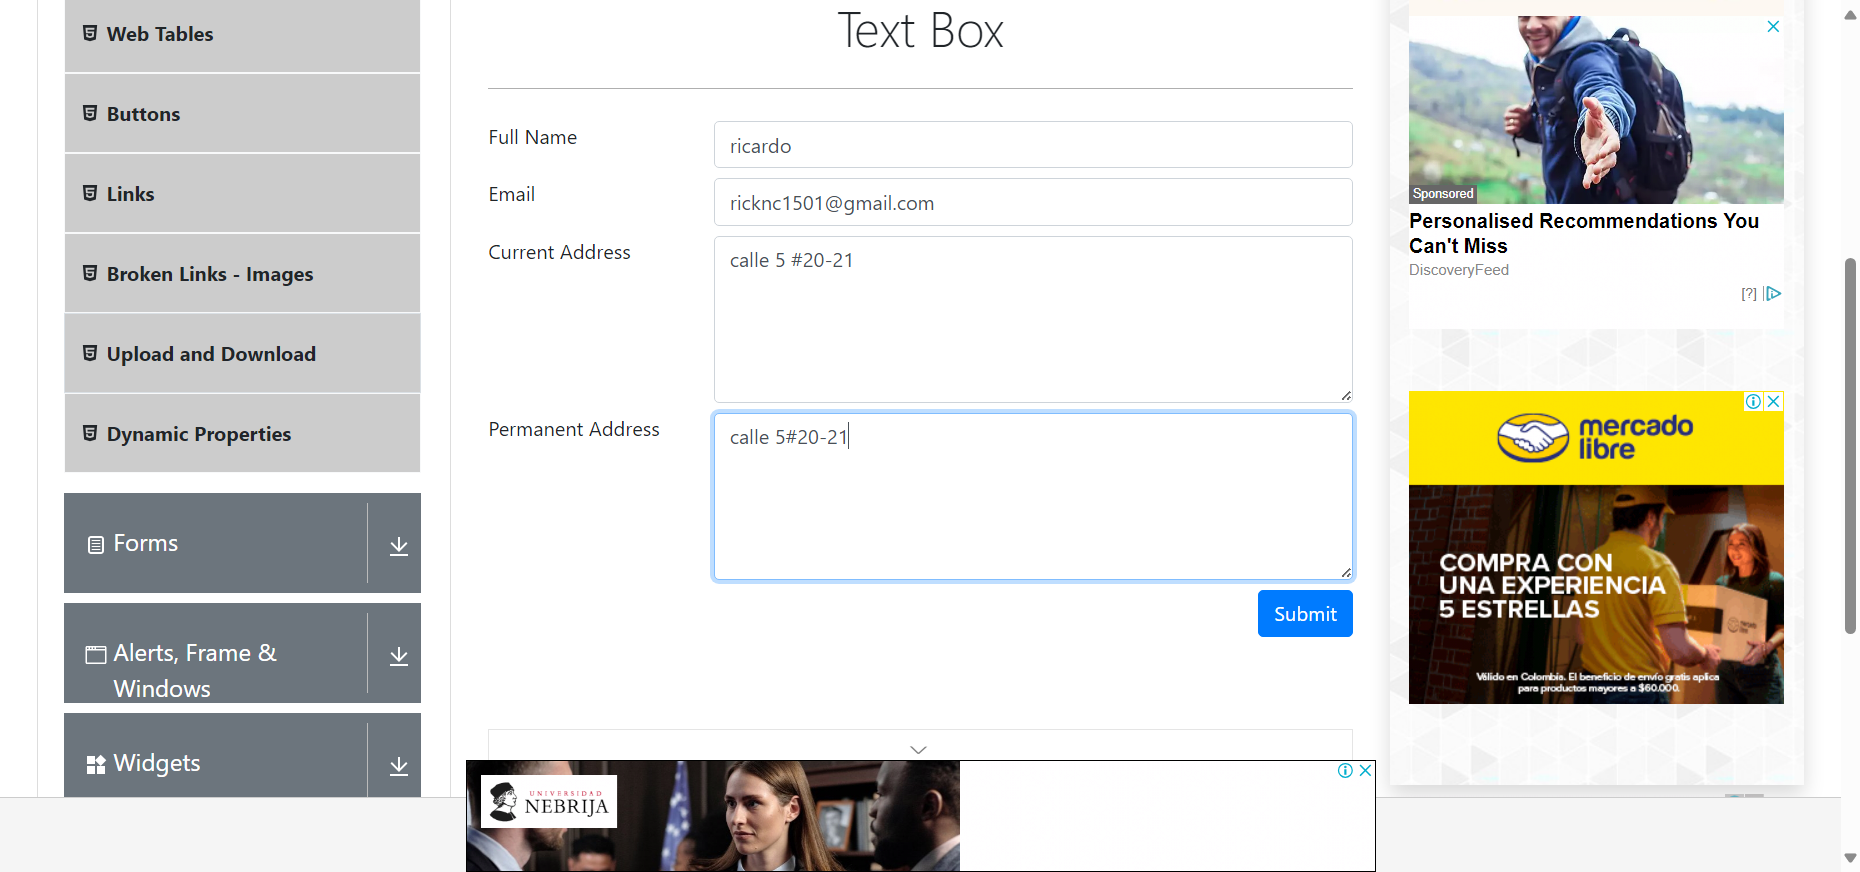 Web Tables
Buttons
Links
Broken Links - Images
Upload and Download
Dynamic Properties
Forms
Alerts, Frame &
Windows
Widgets
Text Box
Full Name
ricardo
Email
ricknc1501@gmail.com
Current Address
calle 5 #20-21
Permanent Address
calle 5#20-21
Submit
UNIVERSIDAD
NEBRIJA
Sponsored
Personalised Recommendations You
Can't Miss
DiscoveryFeed
[?]
mercado
libre
COMPRA CON
UNA EXPERIENCIA
5 ESTRELLAS
Válido en Colombia. El beneficio de envío gratis aplica
para productos mayores a $60.000.